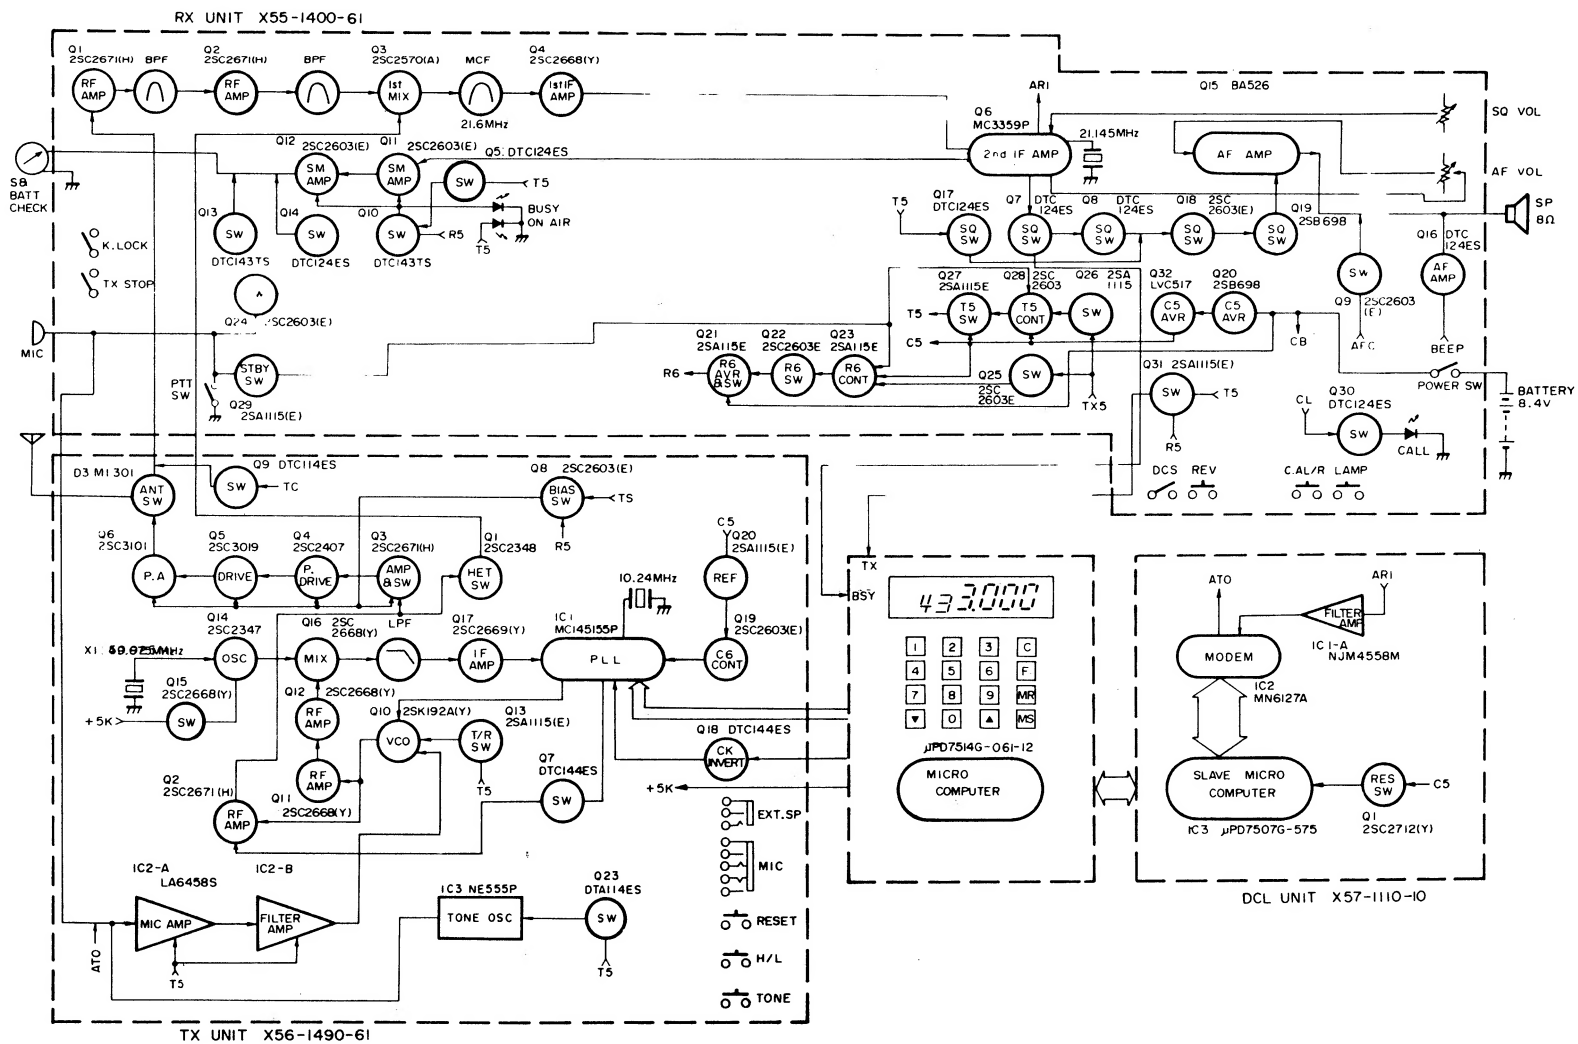 RX UNIT X55-1400-61
Q1
2SC2671(H)
BPF
Q2
2SC2671(H)
BPF
Q3
2SC2570(A)
MCF
Q4
2SC2668(Y)
RF AMP
RF AMP
1st MIX
1st IF AMP
21.6MHz
Q12
2SC2603(E)
Q11
2SC2603(E)
Q5: DTC124ES
SM AMP
SM AMP
SW
T5
S&
BATT
CHECK
Q13
SW
DTC143TS
Q14
SW
DTC124ES
Q10
SW
DTC143TS
R5
BUSY
ON AIR
T5
K.LOCK
TX STOP
Q24
2SC2603(E)
MIC
PTT
SW
STBY SW
Q29
2SA1115(E)
Q6
MC3359P
2nd IF AMP
ARI
21.145MHz
Q15 BA526
AF AMP
SQ VOL
AF VOL
SP
8Ω
T5
Q17
DTC124ES
SQ SW
Q7
DTC
124ES
SQ SW
Q8
DTC
124ES
SQ SW
Q18
2SC
2603(E)
SQ SW
Q19
2SB698
SQ SW
SW
Q9
2SC2603
(E)
AFC
Q16
DTC
124ES
AF AMP
BEEP
Q27
2SA1115E
T5 SW
T5
Q28
2SC
2603
T5 CONT
Q26
2SA
1115
SW
Q32
LVC517
C5 AVR
Q20
2SB698
C5 AVR
C5
CB
Q21
2SA115E
R6 AVR & SW
R6
Q22
2SC2603E
R6 SW
Q23
2SA115E
R6 CONT
Q25
2SC
2603E
SW
TX5
Q31 2SA1115(E)
SW
T5
R5
POWER SW
BATTERY
8.4V
Q30
DTC124ES
CL
SW
CALL
DCS
REV
C.AL/R
LAMP
D3 MI301
ANT SW
Q9 DTC114ES
SW
TC
Q8 2SC2603(E)
BIAS SW
TS
R5
Q6
2SC3101
P.A
Q5
2SC3019
DRIVE
Q4
2SC2407
P. DRIVE
Q3
2SC2671(H)
AMP & SW
Q1
2SC2348
HET SW
C5
Q20
2SA1115(E)
REF
10.24MHz
Q14
2SC2347
OSC
Q16
2SC
2668(Y)
MIX
LPF
Q17
2SC2669(Y)
IF AMP
IC1
MC145155P
PLL
Q19
2SC2603(E)
C6 CONT
X1:
Q15
2SC2668(Y)
SW
+5K
Q12
2SC2668(Y)
RF AMP
Q10
2SK192A(Y)
VCO
Q13
2SA1115(E)
T/R SW
T5
Q18 DTC144ES
CK INVERT
RF AMP
Q11
2SC2668(Y)
Q2
2SC2671(H)
RF AMP
Q7
DTC144ES
SW
+5K
IC2-A
LA6458S
MIC AMP
IC2-B
FILTER AMP
ATO
T5
IC3 NE555P
TONE OSC
Q23
DTA114ES
SW
T5
EXT.SP
MIC
RESET
H/L
TONE
TX UNIT X56-1490-61
TX
BSY
433.000
1 2 3 C
4 5 6 F
7 8 9 MR
▼ 0 ▲ MS
μPD7514G-061-12
MICRO
COMPUTER
ATO
ARI
FILTER AMP
IC1-A
NJM4558M
MODEM
IC2
MN6127A
SLAVE MICRO
COMPUTER
IC3 μPD7507G-575
RES SW
C5
Q1
2SC2712(Y)
DCL UNIT X57-1110-10